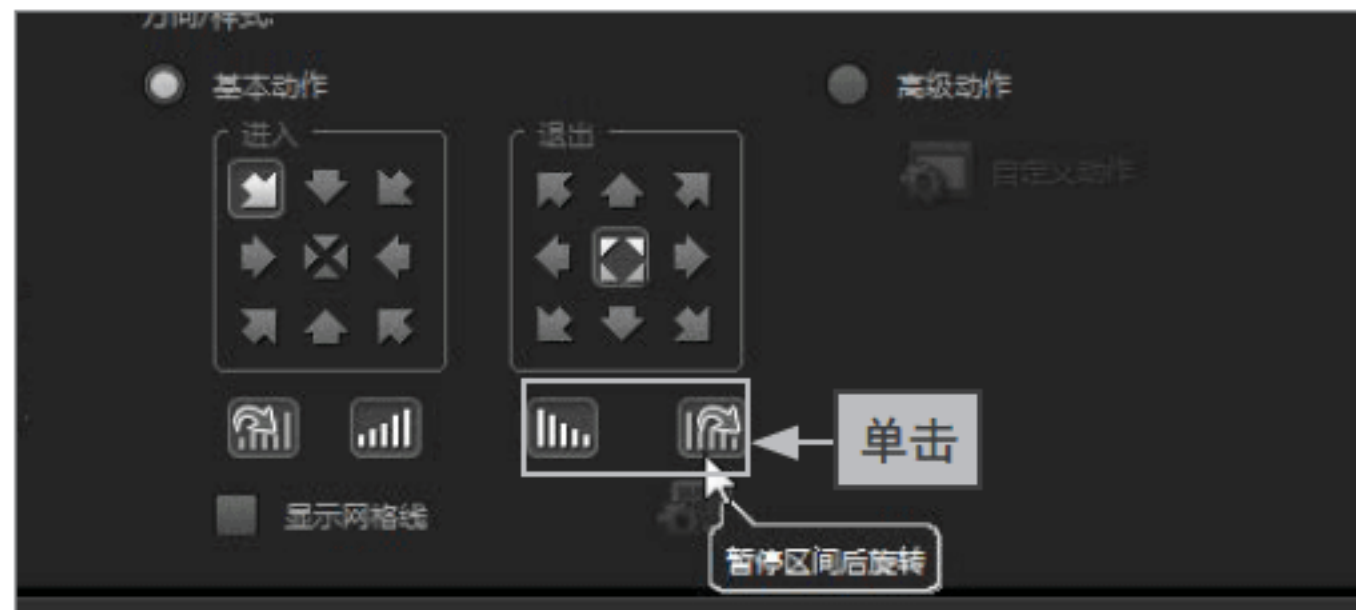 方向/样式:
基本动作
高级动作
进入
退出
自定义动作
单击
显示网格线
暂停区间后旋转